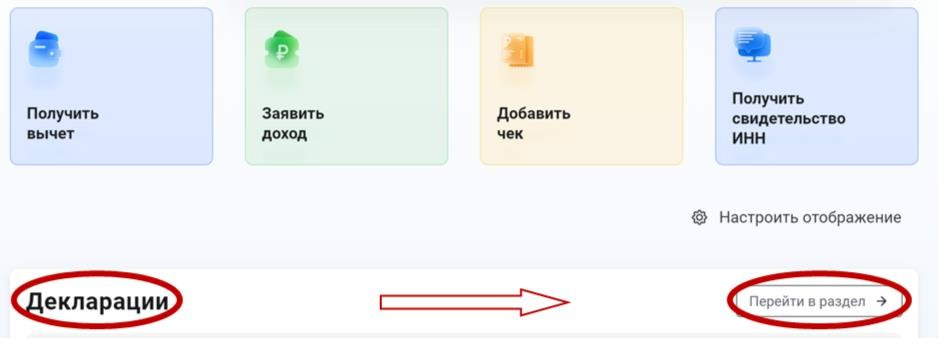 Получить
вычет
Заявить
доход
Добавить
чек
Получить
свидетельство
ИНН
Настроить отображение
Декларации
Перейти в раздел →